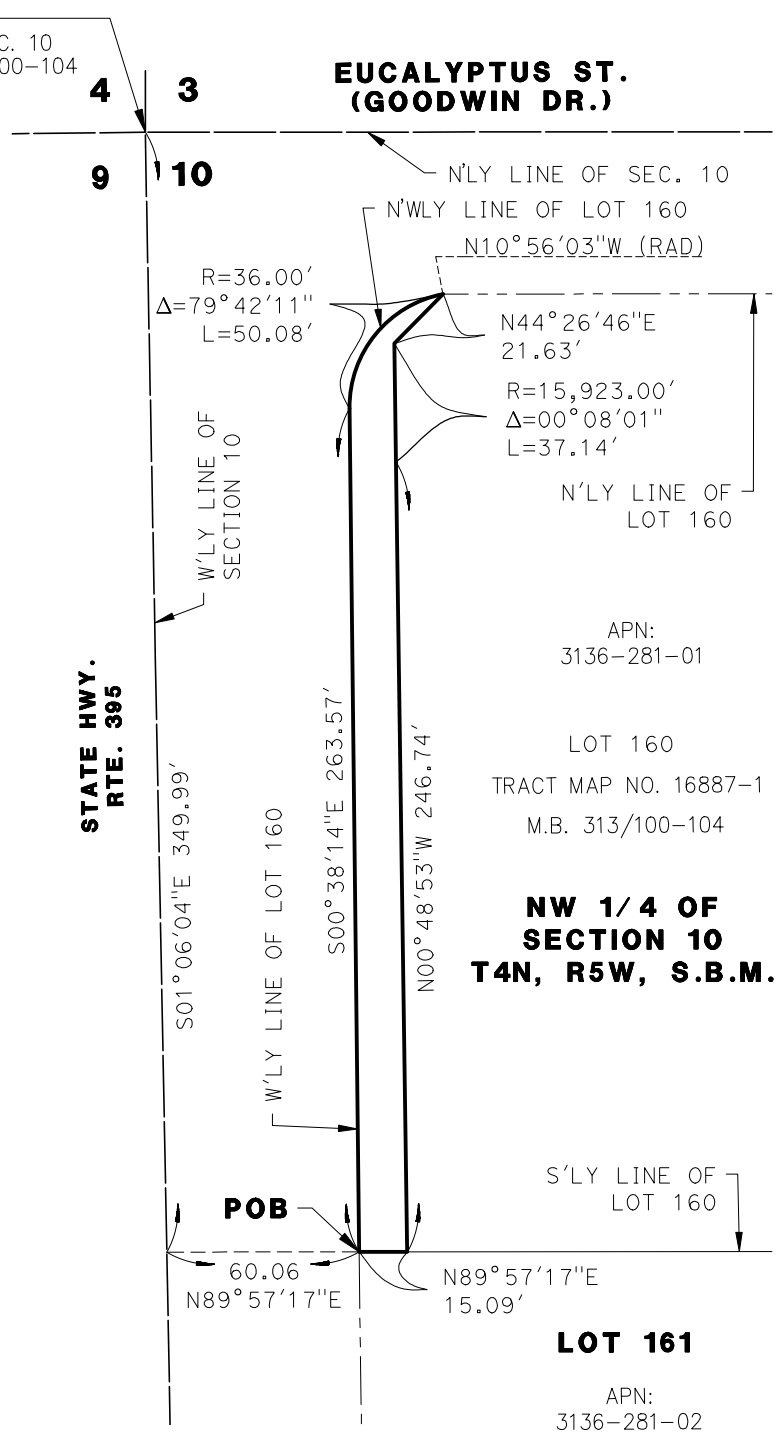 C. 10
00-104
4
3
EUCALYPTUS ST.
(GOODWIN DR.)
9
10
N'LY LINE OF SEC. 10
N'WLY LINE OF LOT 160
N10°56'03"W (RAD)
R=36.00'
Δ=79°42'11"
L=50.08'
N44°26'46"E
21.63'
R=15,923.00'
Δ=00°08'01"
L=37.14'
W'LY LINE OF
SECTION 10
N'LY LINE OF
LOT 160
APN:
3136-281-01
STATE HWY.
RTE. 395
S01°06'04"E 349.99'
W'LY LINE OF LOT 160
S00°38'14"E 263.57'
N00°48'53"W 246.74'
LOT 160
TRACT MAP NO. 16887-1
M.B. 313/100-104
NW 1/4 OF
SECTION 10
T4N, R5W, S.B.M.
S'LY LINE OF
LOT 160
POB
60.06
N89°57'17"E
N89°57'17"E
15.09'
LOT 161
APN:
3136-281-02